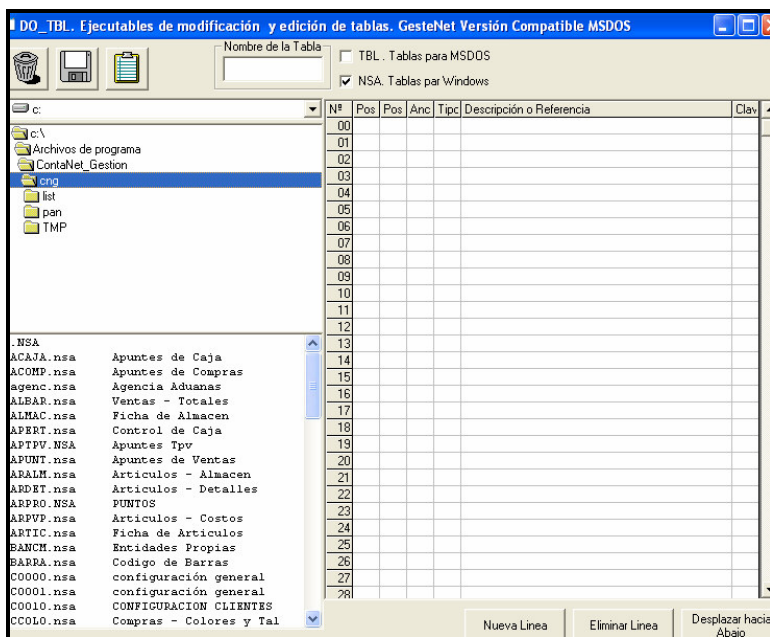 DO_TBL. Ejecutables de modificación y edición de tablas. GesteNet Versión Compatible MSDOS
Nombre de la Tabla
TBL . Tablas para MSDOS
NSA. Tablas par Windows
c:
c:\
Archivos de programa
ContaNet_Gestion
cng
list
pan
TMP
.NSA
ACAJA.nsa Apuntes de Caja
ACOMP.nsa Apuntes de Compras
agenc.nsa Agencia Aduanas
ALBAR.nsa Ventas - Totales
ALMAC.nsa Ficha de Almacen
APERT.nsa Control de Caja
APTPV.NSA Apuntes Tpv
APUNT.nsa Apuntes de Ventas
ARALM.nsa Articulos - Almacen
ARDET.nsa Articulos - Detalles
ARPRO.NSA PUNTOS
ARPVP.nsa Articulos - Costos
ARTIC.nsa Ficha de Articulos
BANCM.nsa Entidades Propias
BARRA.nsa Codigo de Barras
C0000.nsa configuración general
C0001.nsa configuración general
C0010.nsa CONFIGURACION CLIENTES
CCOLO.nsa Compras - Colores y Tal
Nº Pos Pos Anc Tipc Descripción o Referencia Clav
00
01
02
03
04
05
06
07
08
09
10
11
12
13
14
15
16
17
18
19
20
21
22
23
24
25
26
27
28
Nueva Linea
Eliminar Linea
Desplazar hacia
Abajo